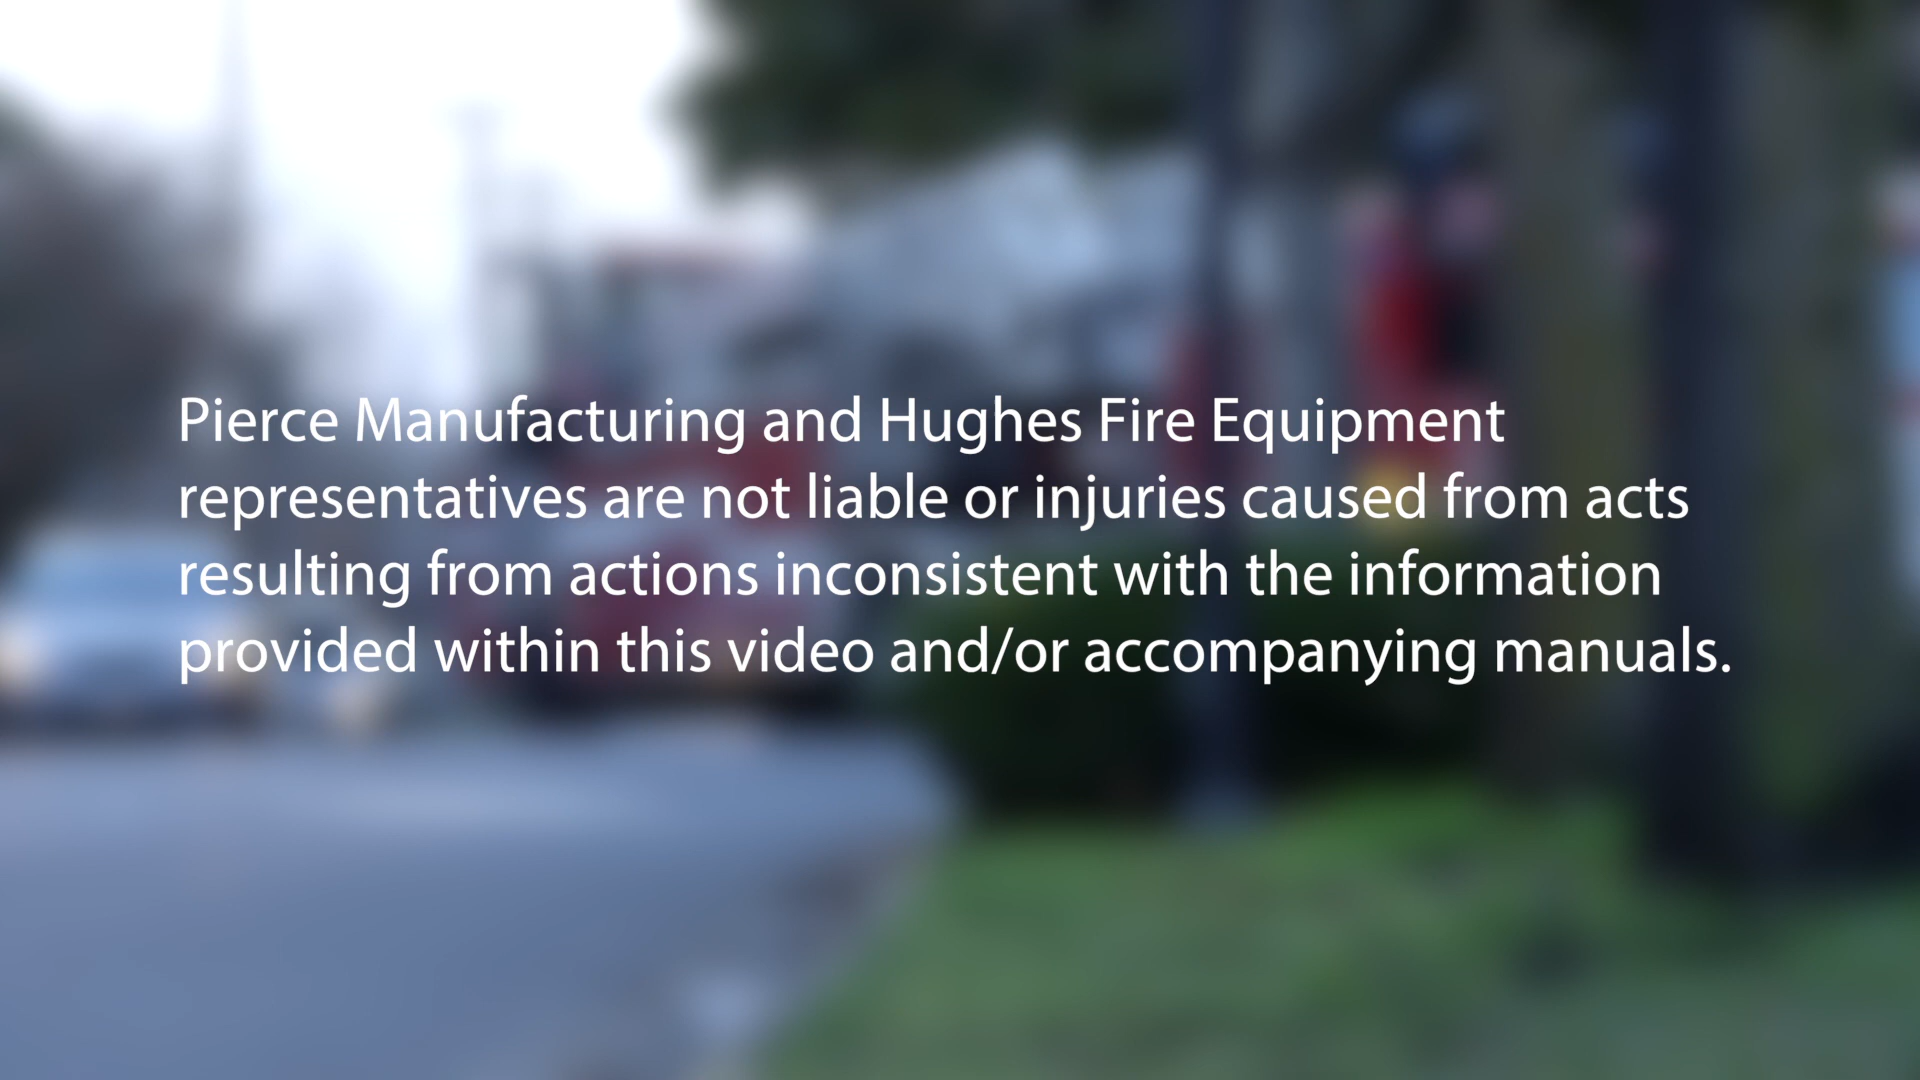 Pierce Manufacturing and Hughes Fire Equipment
representatives are not liable or injuries caused from acts
resulting from actions inconsistent with the information
provided within this video and/or accompanying manuals.